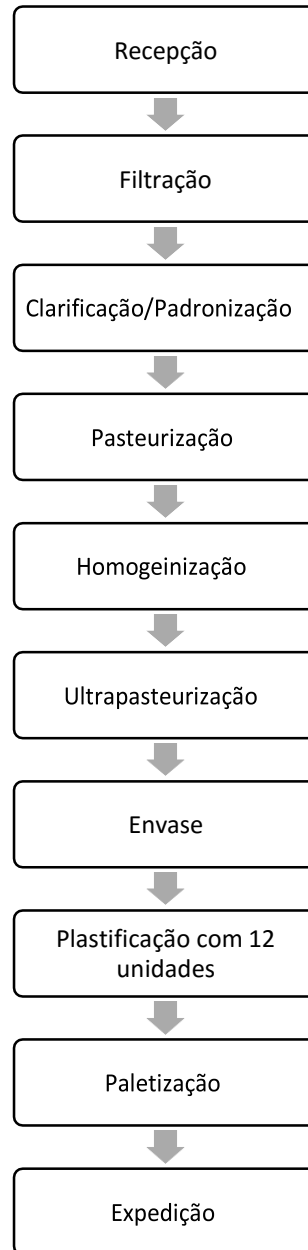 Recepção
Filtração
Clarificação/Padronização
Pasteurização
Homogeinização
Ultrapasteurização
Envase
Plastificação com 12
unidades
Paletização
Expedição